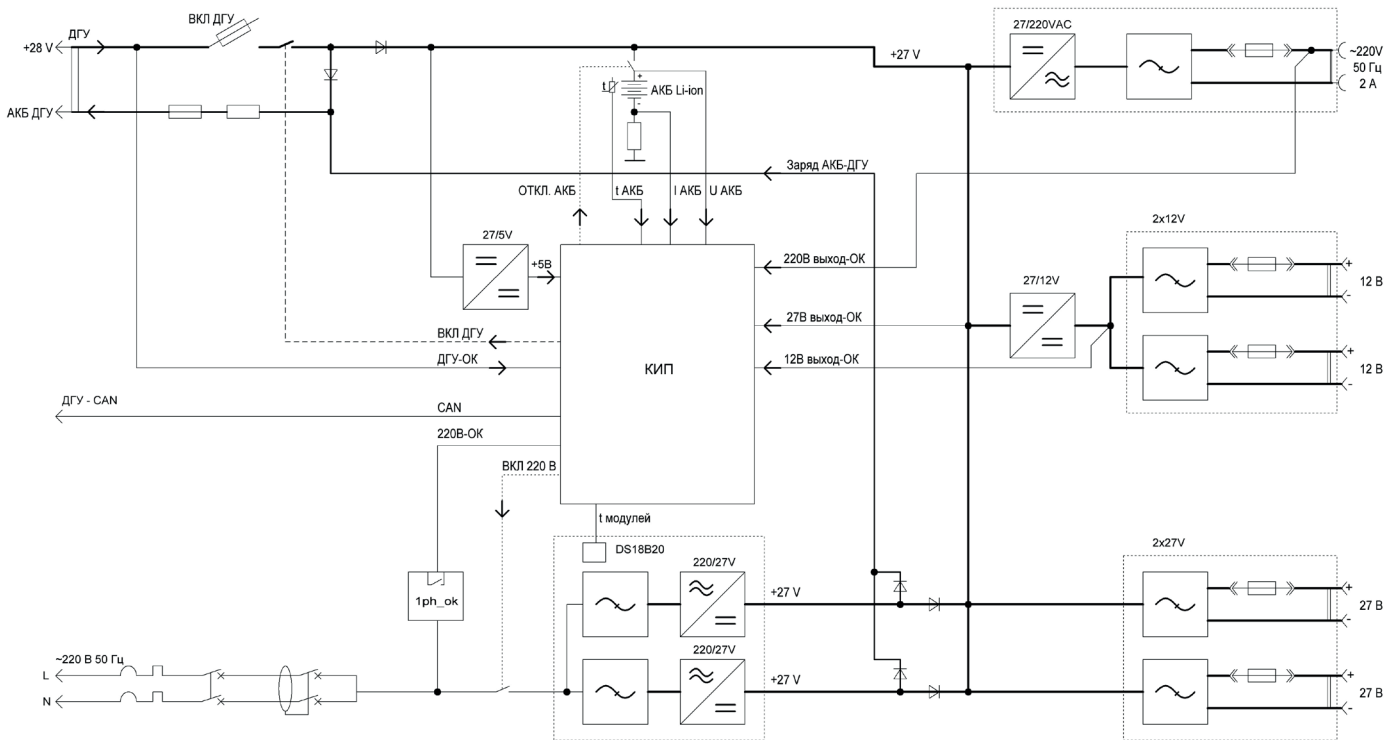 ВКЛ ДГУ
ДГУ
+28 V
АКБ ДГУ
+27 V
27/220VAC
~220V
50 Гц
2 А
t
+
АКБ Li-ion
-
Заряд АКБ-ДГУ
ОТКЛ. АКБ
t АКБ
I АКБ
U АКБ
27/5V
+5В
220В выход-ОК
27В выход-ОК
12В выход-ОК
КИП
ВКЛ ДГУ
ДГУ-ОК
ДГУ - CAN
CAN
220В-ОК
ВКЛ 220 В
t модулей
DS18B20
1ph_ok
220/27V
+27 V
220/27V
+27 V
~220 В 50 Гц
L
N
2x12V
27/12V
+
12 В
-
+
12 В
-
2x27V
+
27 В
-
+
27 В
-